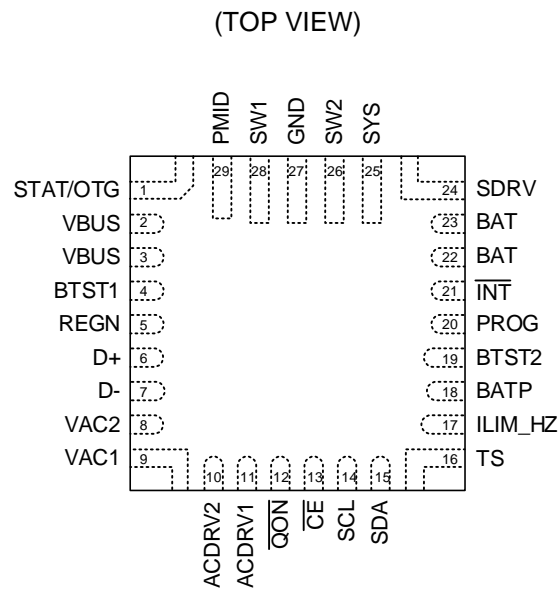 (TOP VIEW)
PMID
SW1
GND
SW2
SYS
29
28
27
26
25
STAT/OTG 1
VBUS 2
VBUS 3
BTST1 4
REGN 5
D+ 6
D- 7
VAC2 8
VAC1 9
24 SDRV
23 BAT
22 BAT
21 INT
20 PROG
19 BTST2
18 BATP
17 ILIM_HZ
16 TS
10
11
12
13
14
15
ACDRV2
ACDRV1
QON
CE
SCL
SDA